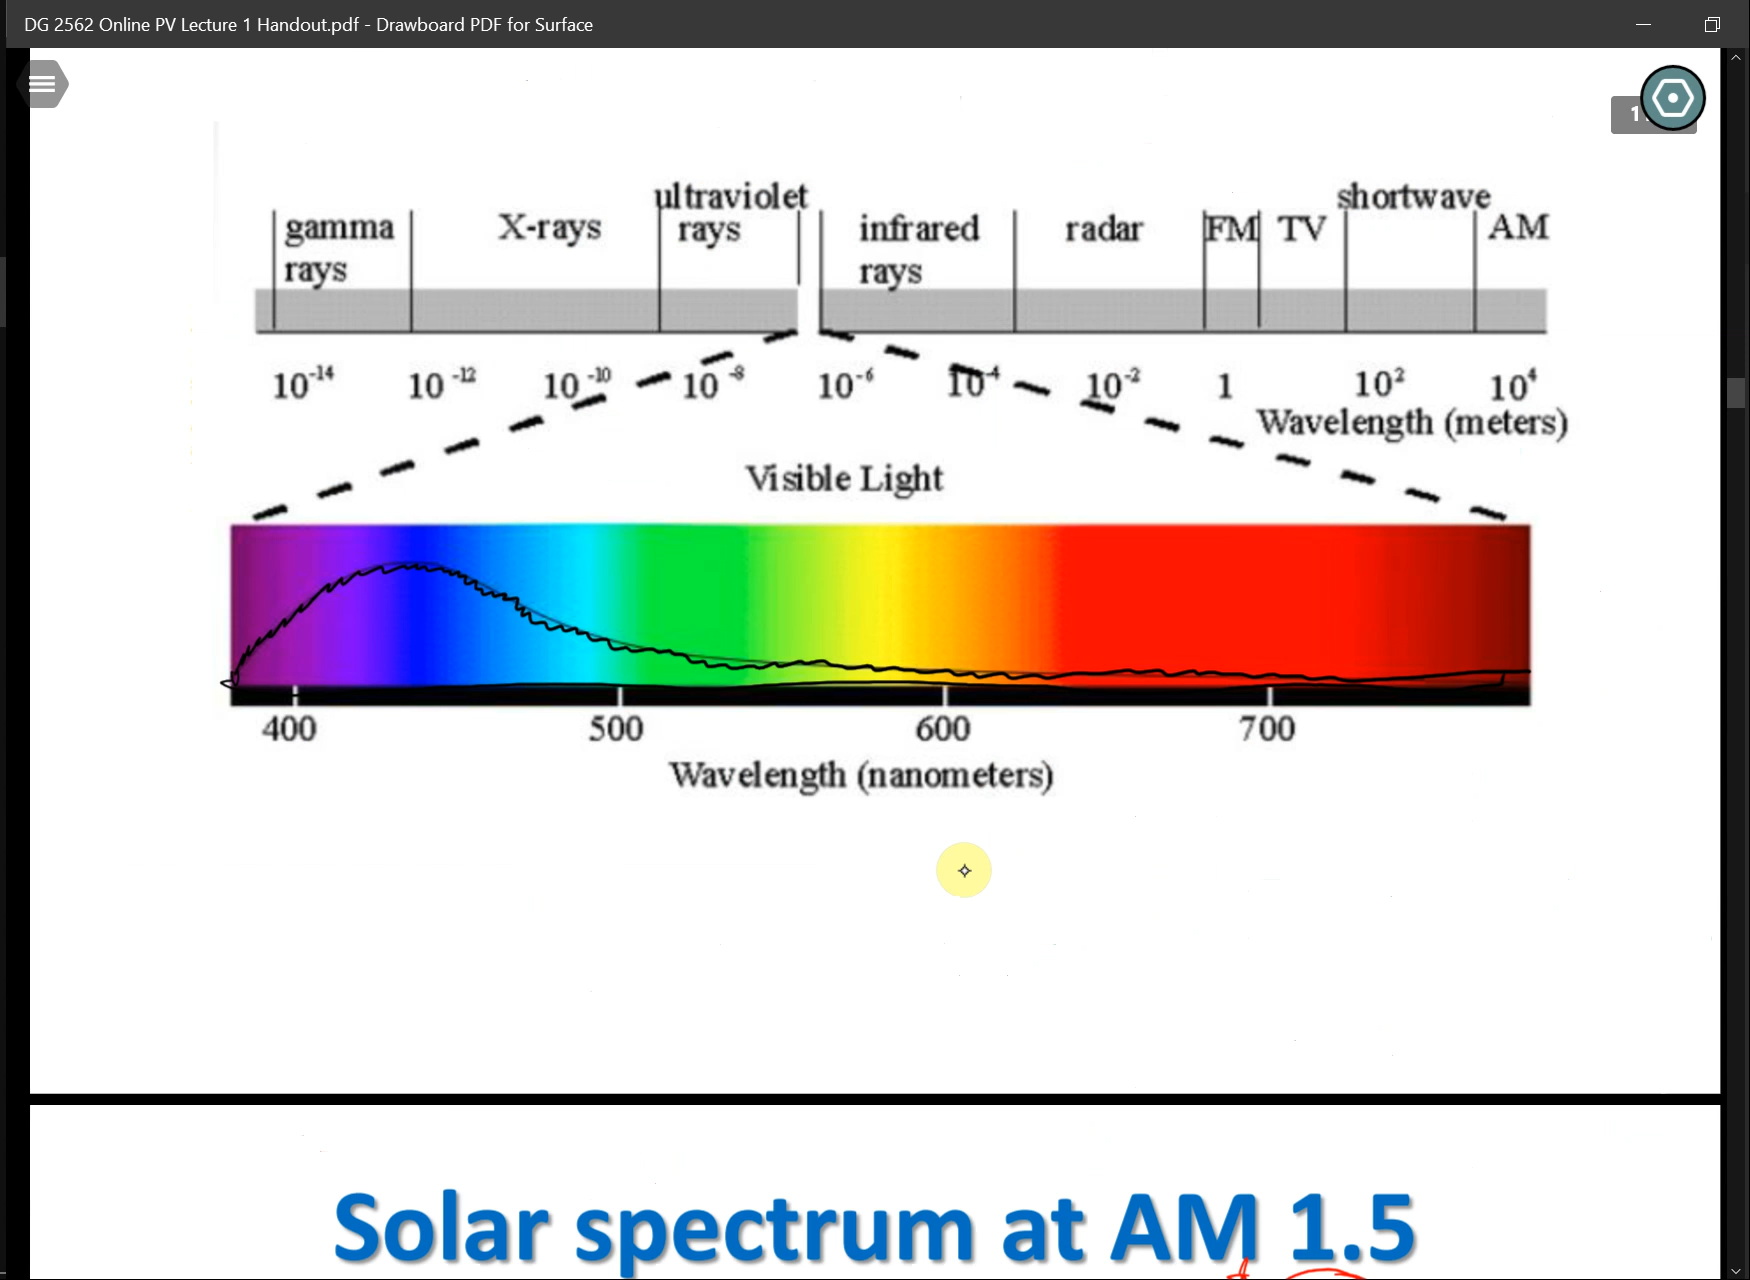 DG 2562 Online PV Lecture 1 Handout.pdf - Drawboard PDF for Surface
ultraviolet shortwave
gamma X-rays rays infrared radar FM TV AM
rays rays
10⁻¹⁴ 10⁻¹² 10⁻¹⁰ 10⁻⁸ 10⁻⁶ 10⁻⁴ 10⁻² 1 10² 10⁴
Wavelength (meters)
Visible Light
400 500 600 700
Wavelength (nanometers)
Solar spectrum at AM 1.5